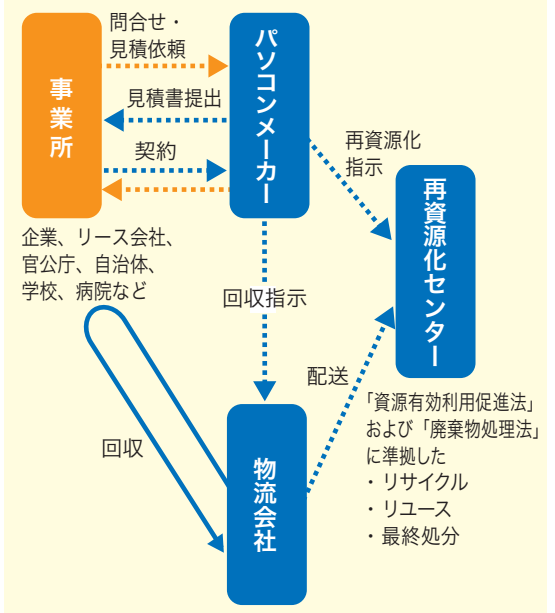 問合せ・
見積依頼
事業所
パソコンメーカー
見積書提出
契約
再資源化
指示
再資源化センター
企業、リース会社、
官公庁、自治体、
学校、病院など
回収指示
配送
「資源有効利用促進法」
および「廃棄物処理法」
に準拠した
・リサイクル
・リユース
・最終処分
回収
物流会社